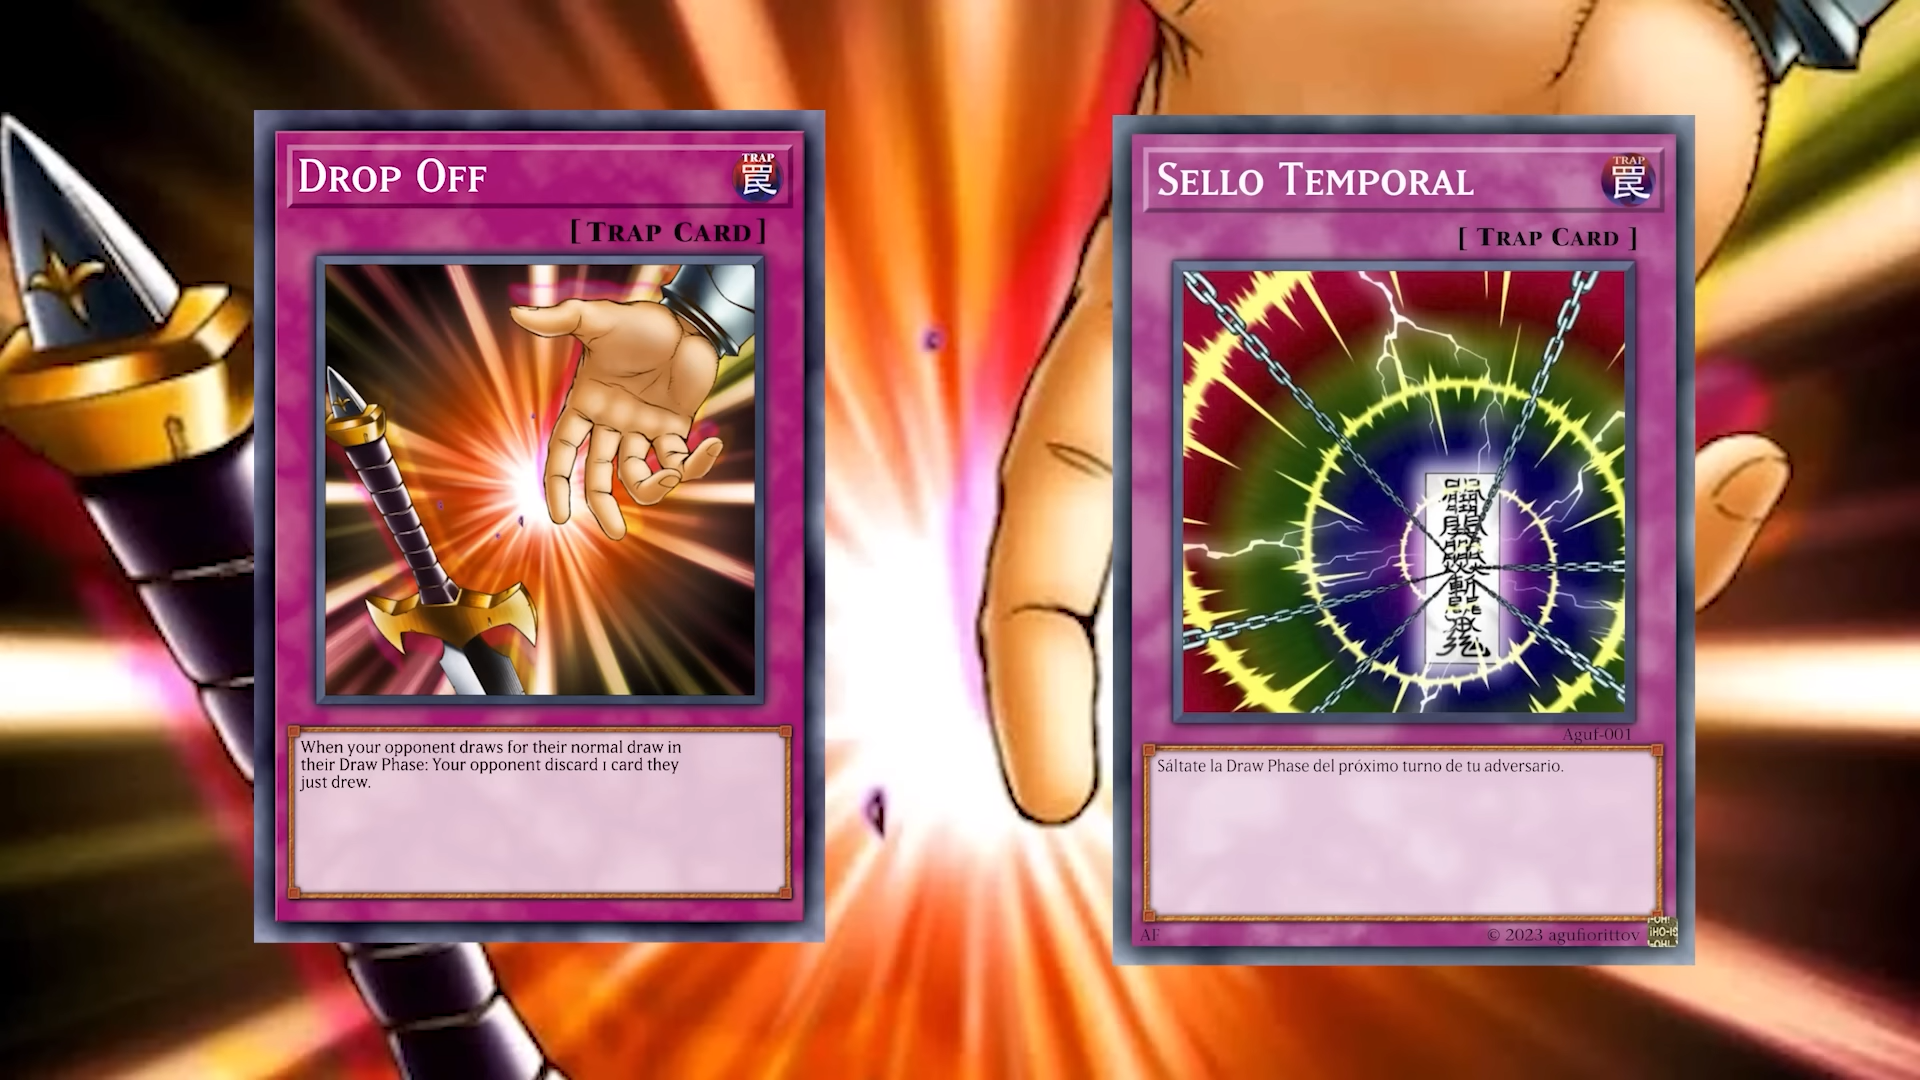 DROP OFF
TRAP
罠
[ TRAP CARD ]
When your opponent draws for their normal draw in
their Draw Phase: Your opponent discard 1 card they
just drew.
SELLO TEMPORAL
TRAP
罠
[ TRAP CARD ]
Aguf-001
Sáltate la Draw Phase del próximo turno de tu adversario.
AF
© 2023 agufiorittov